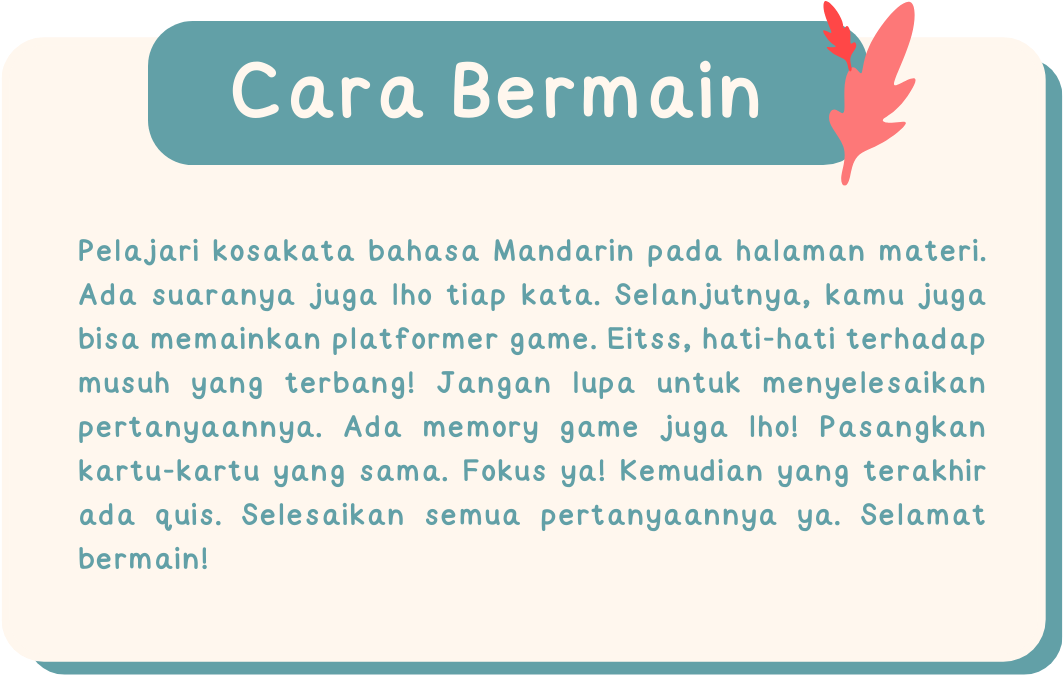 Cara Bermain
Pelajari kosakata bahasa Mandarin pada halaman materi.
Ada suaranya juga lho tiap kata. Selanjutnya, kamu juga
bisa memainkan platformer game. Eitss, hati-hati terhadap
musuh yang terbang! Jangan lupa untuk menyelesaikan
pertanyaannya. Ada memory game juga lho! Pasangkan
kartu-kartu yang sama. Fokus ya! Kemudian yang terakhir
ada quis. Selesaikan semua pertanyaannya ya. Selamat
bermain!